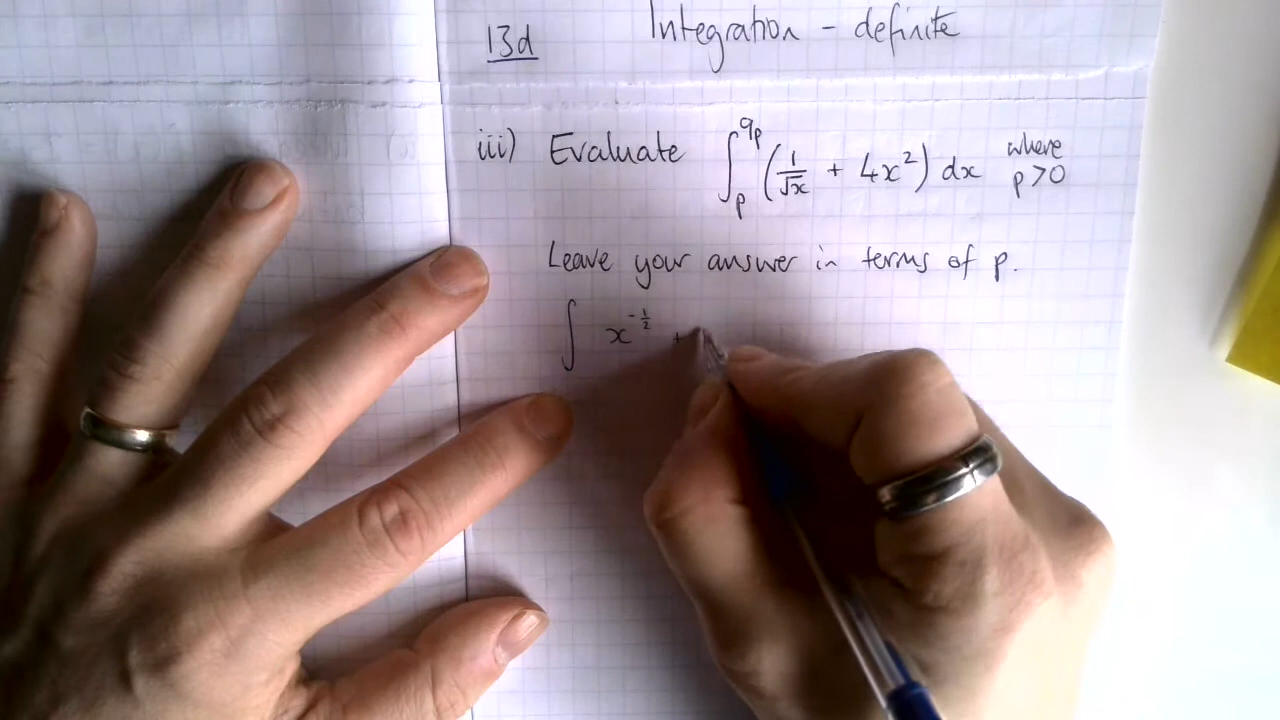 13d Integration - definite
iii) Evaluate ∫_p^{9p} (1/√x + 4x²) dx where p>0
Leave your answer in terms of p.
∫ x^{-1/2} +